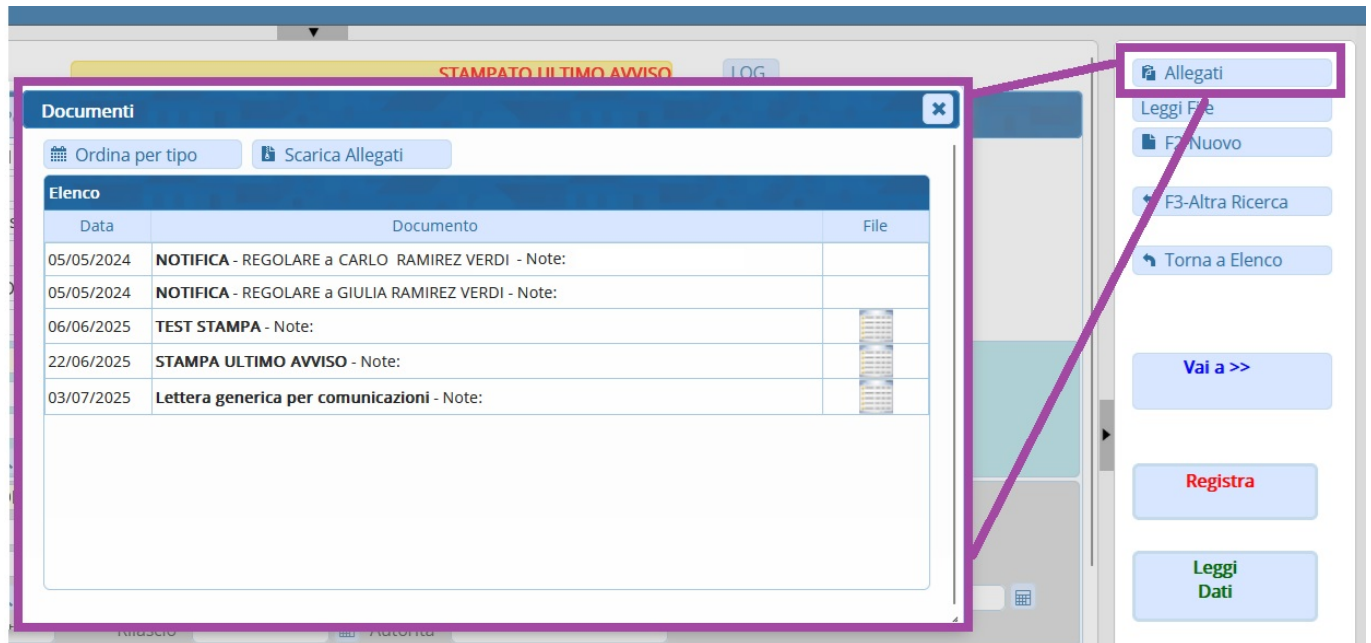 STAMPATO ULTIMO AVVISO
LOG
Documenti
Ordina per tipo
Scarica Allegati
Elenco
Data Documento File
05/05/2024 NOTIFICA - REGOLARE a CARLO RAMIREZ VERDI - Note:
05/05/2024 NOTIFICA - REGOLARE a GIULIA RAMIREZ VERDI - Note:
06/06/2025 TEST STAMPA - Note:
22/06/2025 STAMPA ULTIMO AVVISO - Note:
03/07/2025 Lettera generica per comunicazioni - Note:
Rilascio
Autorità
Allegati
Leggi File
F2-Nuovo
F3-Altra Ricerca
Torna a Elenco
Vai a >>
Registra
Leggi
Dati